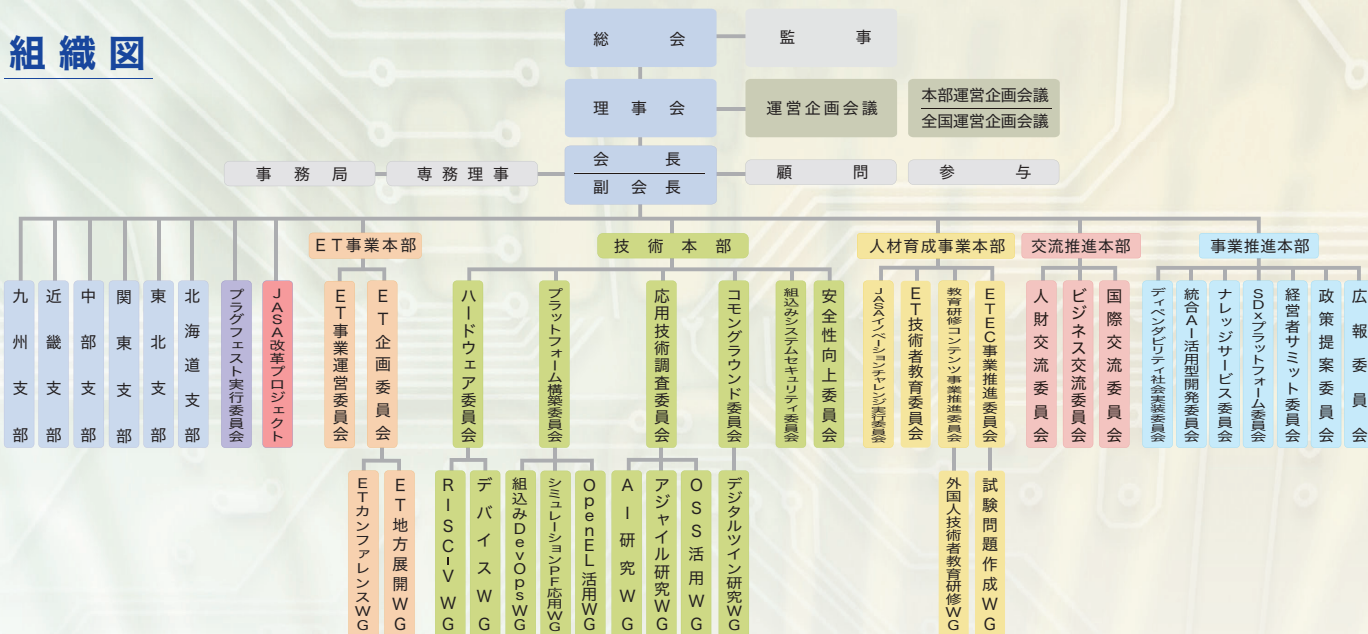 組織図
総会
監事
理事会
運営企画会議
本部運営企画会議
全国運営企画会議
会長
副会長
事務局
専務理事
顧問
参与
ET事業本部
技術本部
人材育成事業本部
交流推進本部
事業推進本部
九州支部
近畿支部
中部支部
関東支部
東北支部
北海道支部
プラグフェスト実行委員会
JASA改革プロジェクト
ET事業運営委員会
ET企画委員会
ハードウェア委員会
プラットフォーム構築委員会
応用技術調査委員会
コモングラウンド委員会
組込みシステムセキュリティ委員会
安全性向上委員会
JASAイノベーションチャレンジ実行委員会
ET技術者教育委員会
教育研修コンテンツ事業推進委員会
ETEC事業推進委員会
人財交流委員会
ビジネス交流委員会
国際交流委員会
ディペンダビリティ社会実装委員会
統合AI活用型開発委員会
ナレッジサービス委員会
SD×プラットフォーム委員会
経営者サミット委員会
政策提案委員会
広報委員会
ETカンファレンスWG
ET地方展開WG
RISC-V WG
デバイスWG
組込みDevOpsWG
シミュレーションPF応用WG
OpenEL活用WG
AI研究WG
アジャイル研究WG
OSS活用WG
デジタルツイン研究WG
外国人技術者教育研修WG
試験問題作成WG